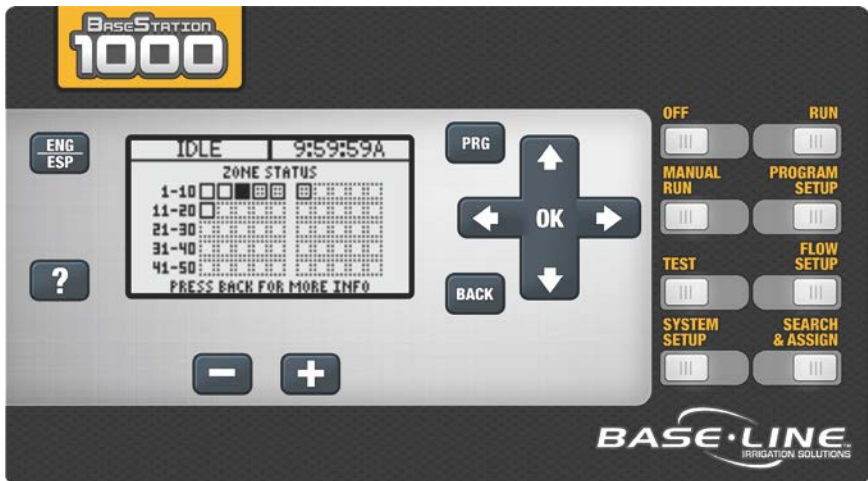 BASESTATION
1000
ENG
ESP
?
IDLE 9:59:59A
ZONE STATUS
1-10
11-20
21-30
31-40
41-50
PRESS BACK FOR MORE INFO
PRG
OK
BACK
- +
OFF RUN
MANUAL RUN
PROGRAM SETUP
TEST
FLOW SETUP
SYSTEM SETUP
SEARCH & ASSIGN
BASE·LINE™
IRRIGATION SOLUTIONS